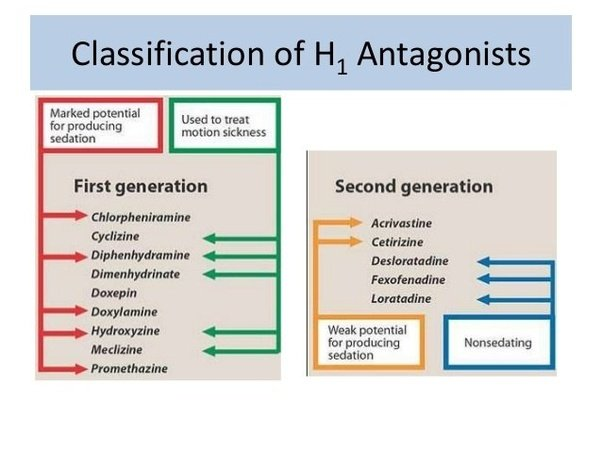 Classification of H1 Antagonists
Marked potential
for producing
sedation
Used to treat
motion sickness
First generation
Chlorpheniramine
Cyclizine
Diphenhydramine
Dimenhydrinate
Doxepin
Doxylamine
Hydroxyzine
Meclizine
Promethazine
Second generation
Acrivastine
Cetirizine
Desloratadine
Fexofenadine
Loratadine
Weak potential
for producing
sedation
Nonsedating